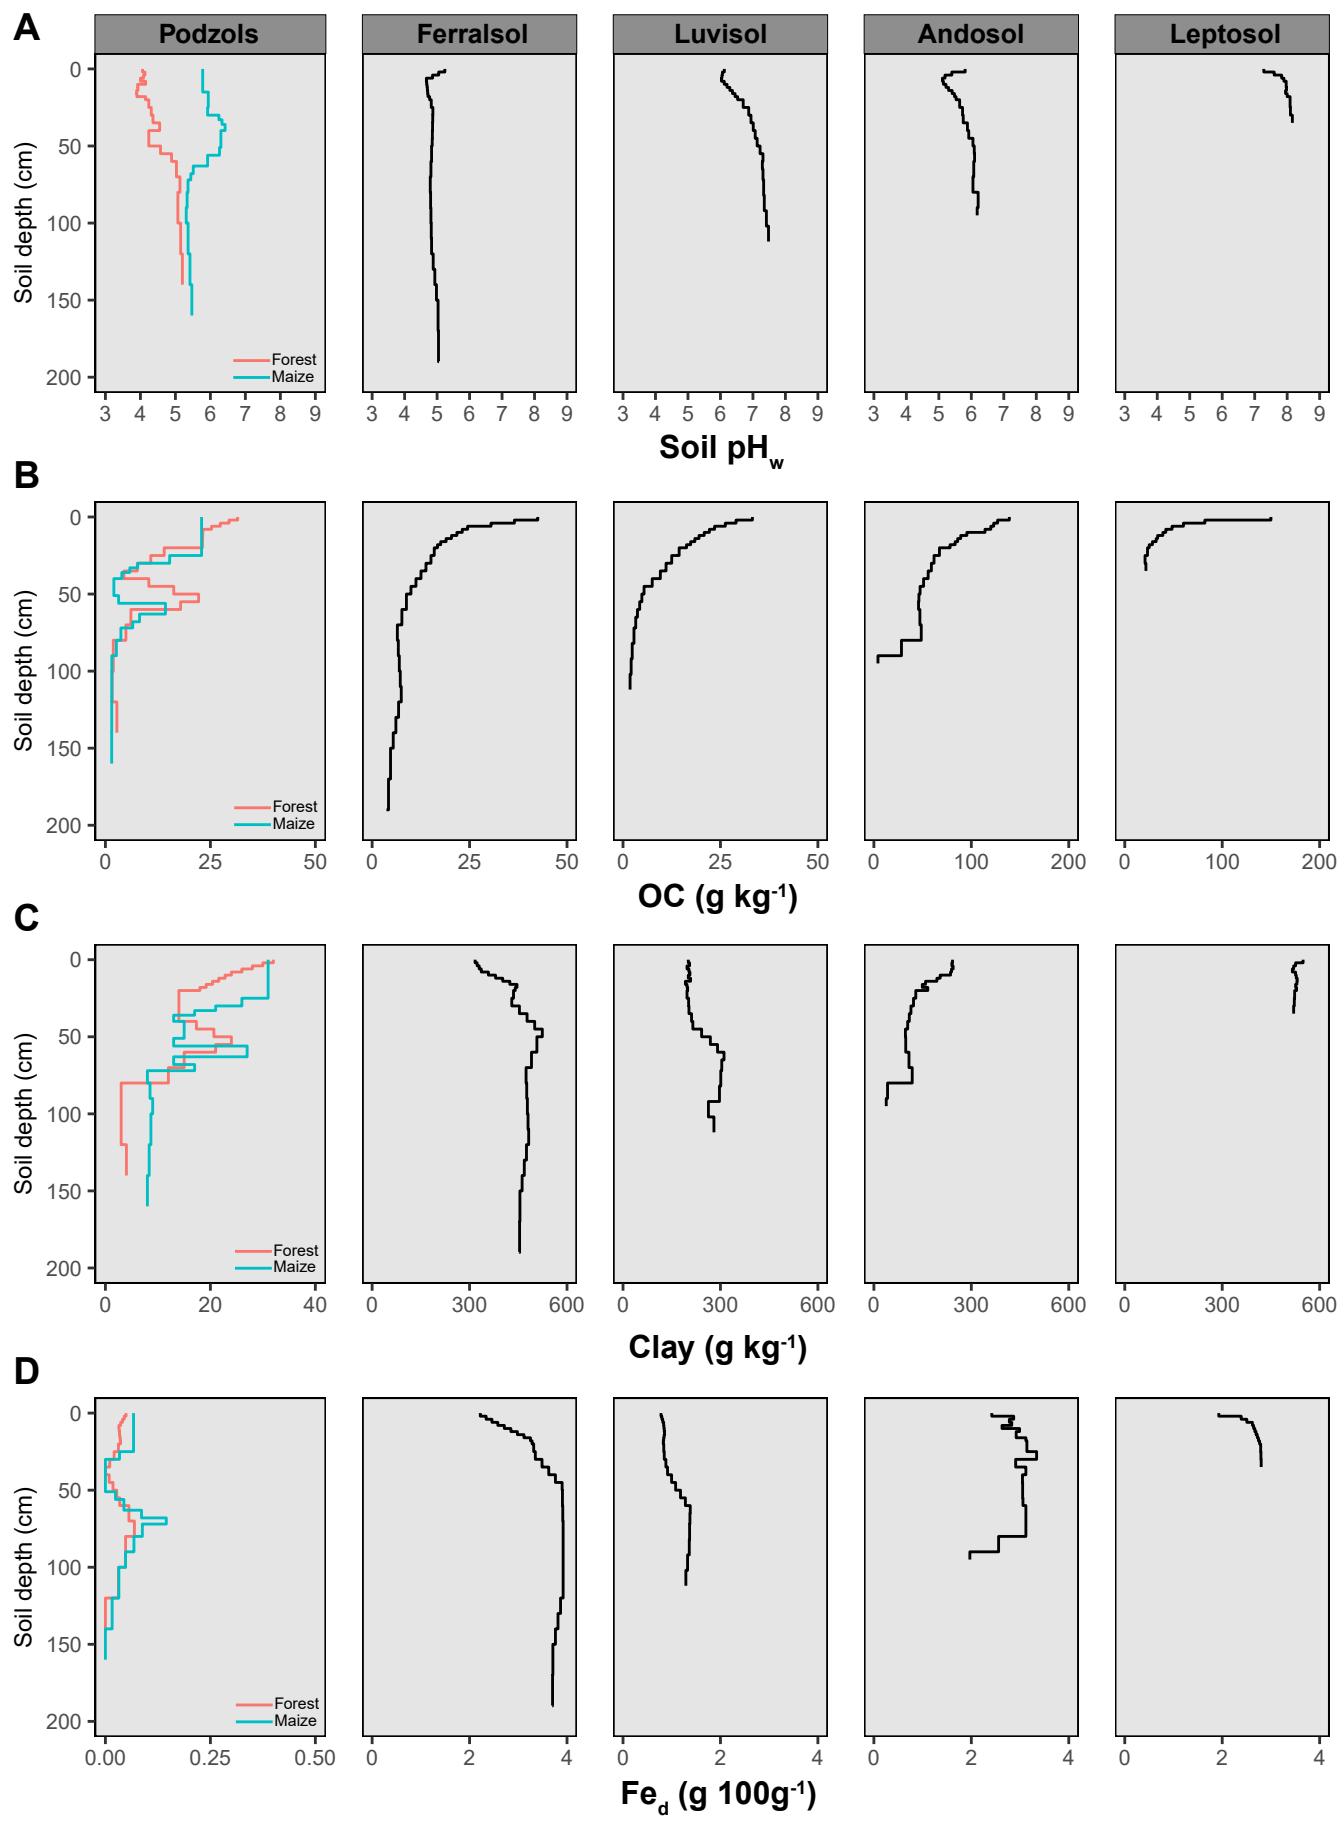 A
Podzols Ferralsol Luvisol Andosol Leptosol
0
50
100
150
200
Soil depth (cm)
Forest
Maize
3 4 5 6 7 8 9 3 4 5 6 7 8 9 3 4 5 6 7 8 9 3 4 5 6 7 8 9 3 4 5 6 7 8 9
Soil pHw
B
0
50
100
150
200
Soil depth (cm)
Forest
Maize
0 25 50 0 25 50 0 25 50 0 100 200 0 100 200
OC (g kg-1)
C
0
50
100
150
200
Soil depth (cm)
Forest
Maize
0 20 40 0 300 600 0 300 600 0 300 600 0 300 600
Clay (g kg-1)
D
0
50
100
150
200
Soil depth (cm)
Forest
Maize
0.00 0.25 0.50 0 2 4 0 2 4 0 2 4 0 2 4
Fed (g 100g-1)